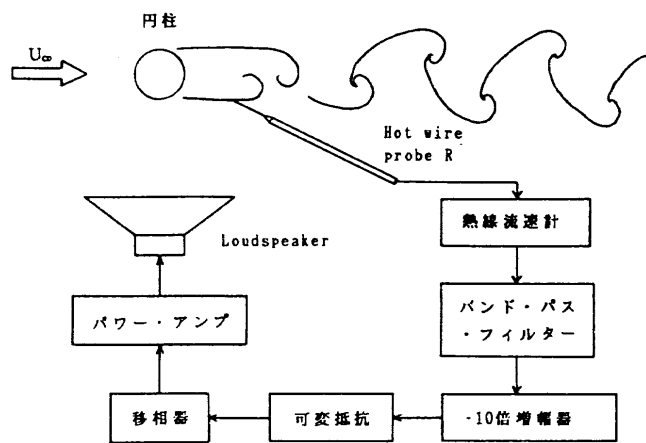 円柱
U∞
Hot wire
probe R
Loudspeaker
熱線流速計
パワー・アンプ
バンド・パス
・フィルター
移相器
可変抵抗
-10倍増幅器